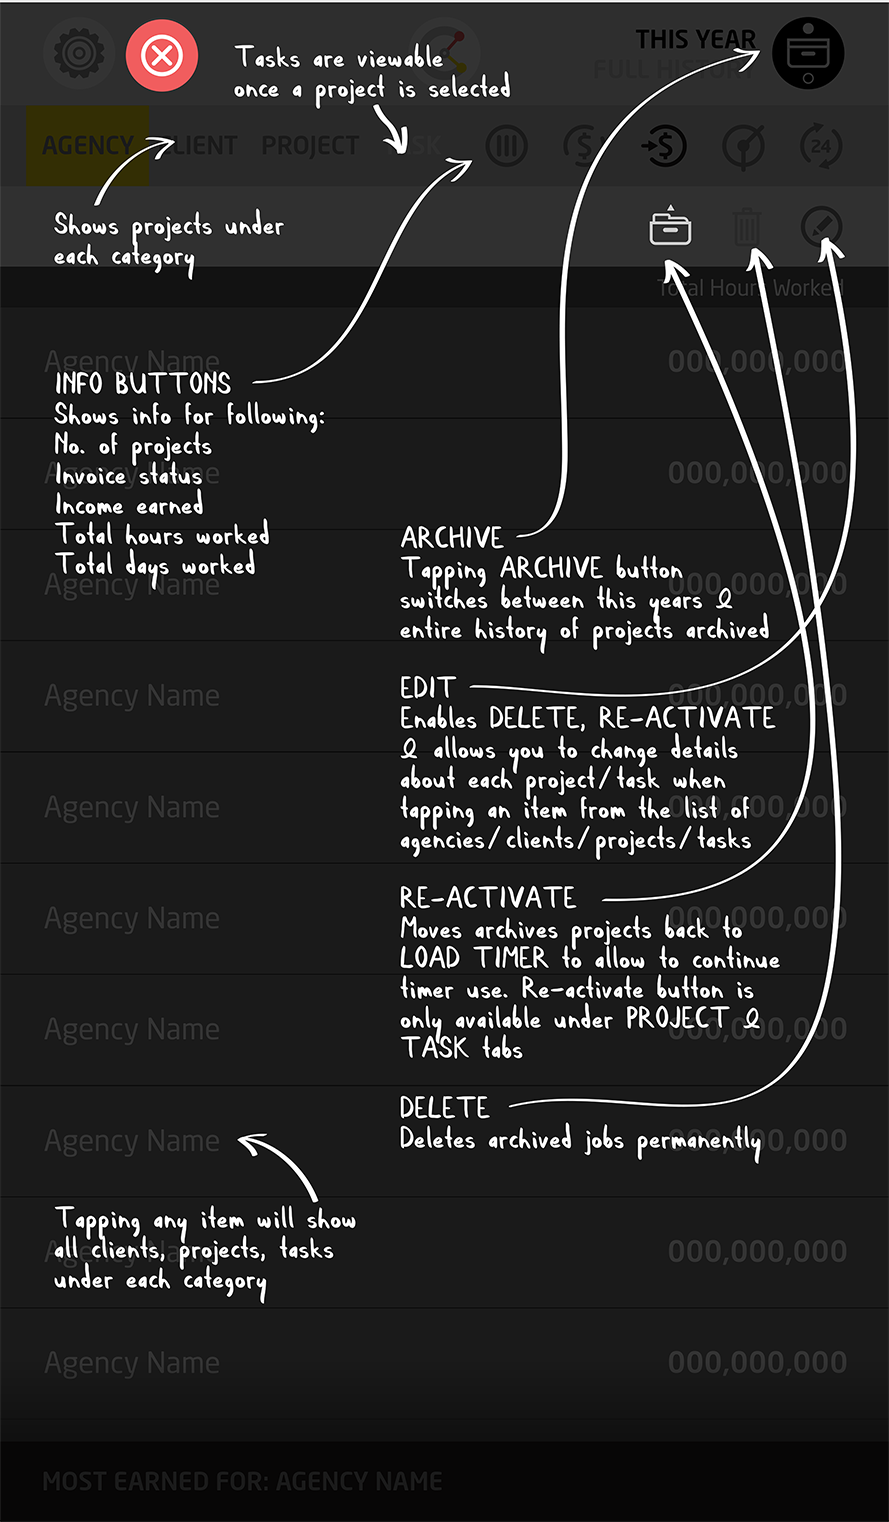 Tasks are viewable
once a project is selected
THIS YEAR
FULL HISTORY
AGENCY CLIENT PROJECT TASK
24
Shows projects under
each category
Total Hours Worked
Agency Name 000,000,000
INFO BUTTONS
Shows info for following:
No. of projects
Agency Name 000,000,000
Invoice status
Income earned
Total hours worked
Total days worked
Agency Name 000,000,000
ARCHIVE
Tapping ARCHIVE button
switches between this years &
entire history of projects archived
Agency Name 000,000,000
EDIT
Enables DELETE, RE-ACTIVATE
& allows you to change details
about each project/task when
tapping an item from the list of
agencies/clients/projects/tasks
Agency Name 000,000,000
RE-ACTIVATE
Moves archives projects back to
LOAD TIMER to allow to continue
timer use. Re-activate button is
only available under PROJECT &
TASK tabs
Agency Name 000,000,000
Agency Name 000,000,000
DELETE
Deletes archived jobs permanently
Agency Name 000,000,000
Tapping any item will show
all clients, projects, tasks
under each category
Agency Name 000,000,000
Agency Name 000,000,000
MOST EARNED FOR: AGENCY NAME